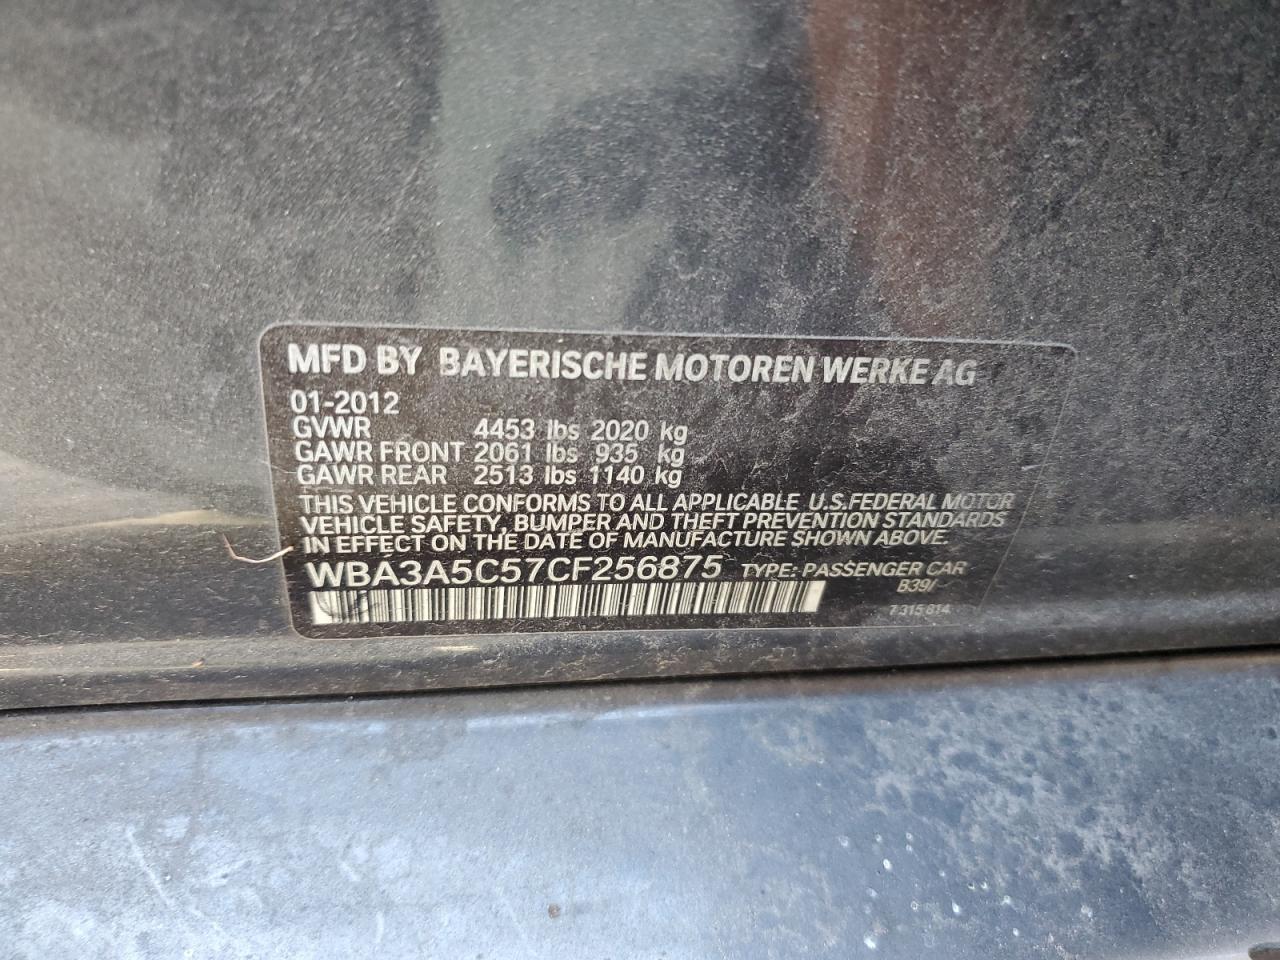 MFD BY BAYERISCHE MOTOREN WERKE AG
01-2012
GVWR 4453 lbs 2020 kg
GAWR FRONT 2061 lbs 935 kg
GAWR REAR 2513 lbs 1140 kg
THIS VEHICLE CONFORMS TO ALL APPLICABLE U.S.FEDERAL MOTOR
VEHICLE SAFETY, BUMPER AND THEFT PREVENTION STANDARDS
IN EFFECT ON THE DATE OF MANUFACTURE SHOWN ABOVE.
WBA3A5C57CF256875 TYPE: PASSENGER CAR
B39/-
7 315 814